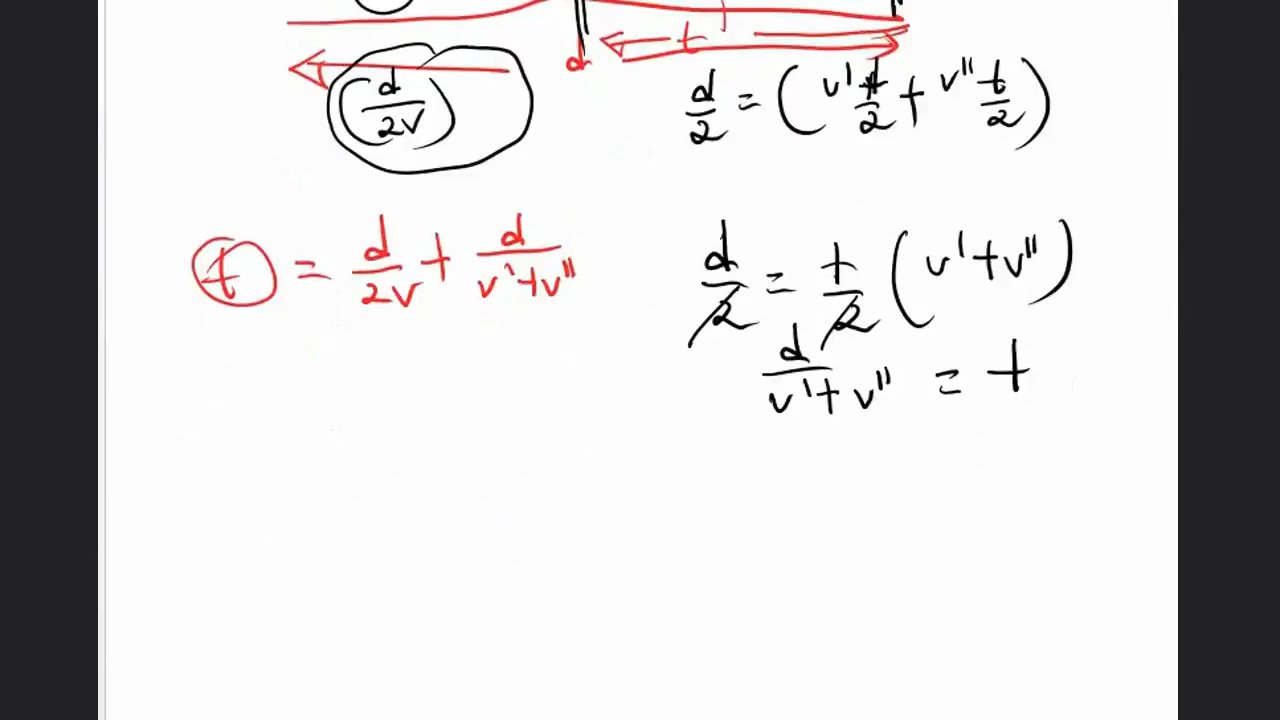 t
d
(d/2v)
d/2 = (v' t/2 + v'' t/2)
t = d/2v + d/v'+v''
d/2 = t/2 (v'+v'')
d/v'+v'' = t